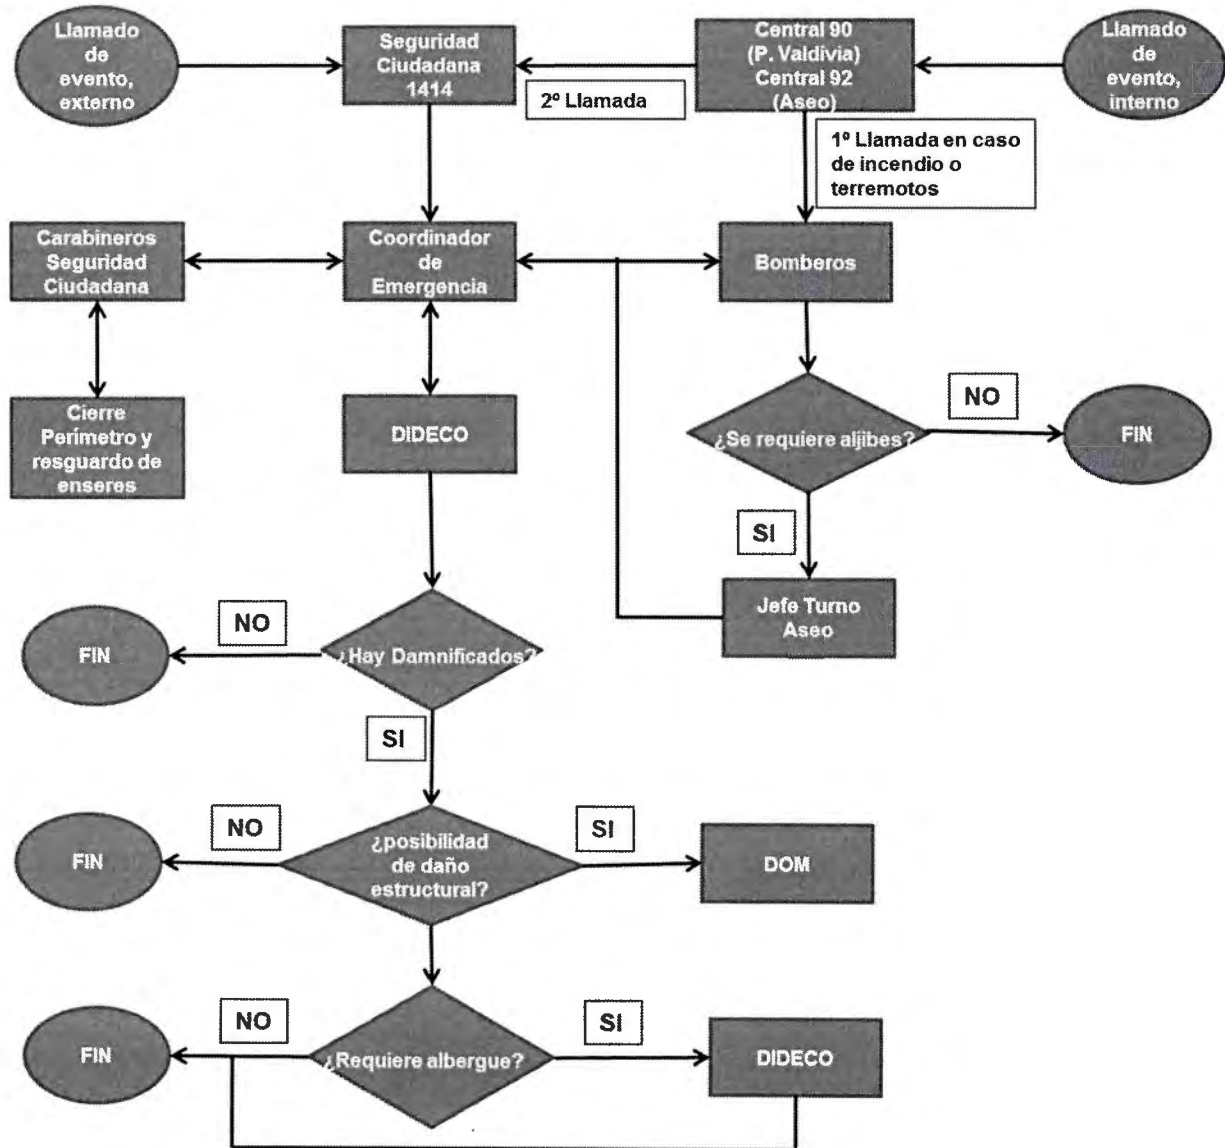 Llamado
de
evento,
externo
Seguridad
Ciudadana
1414
Central 90
(P. Valdivia)
Central 92
(Aseo)
Llamado
de
evento,
interno
2º Llamada
1º Llamada en caso
de incendio o
terremotos
Carabineros
Seguridad
Ciudadana
Coordinador
de
Emergencia
Bomberos
Cierre
Perimetro y
resguardo de
enseres
DIDECO
¿Se requiere aljibes?
NO
FIN
SI
Jefe Turno
Aseo
FIN
NO
¿Hay Damnificados?
SI
FIN
NO
¿posibilidad
de daño
estructural?
SI
DOM
FIN
NO
¿Requiere albergue?
SI
DIDECO